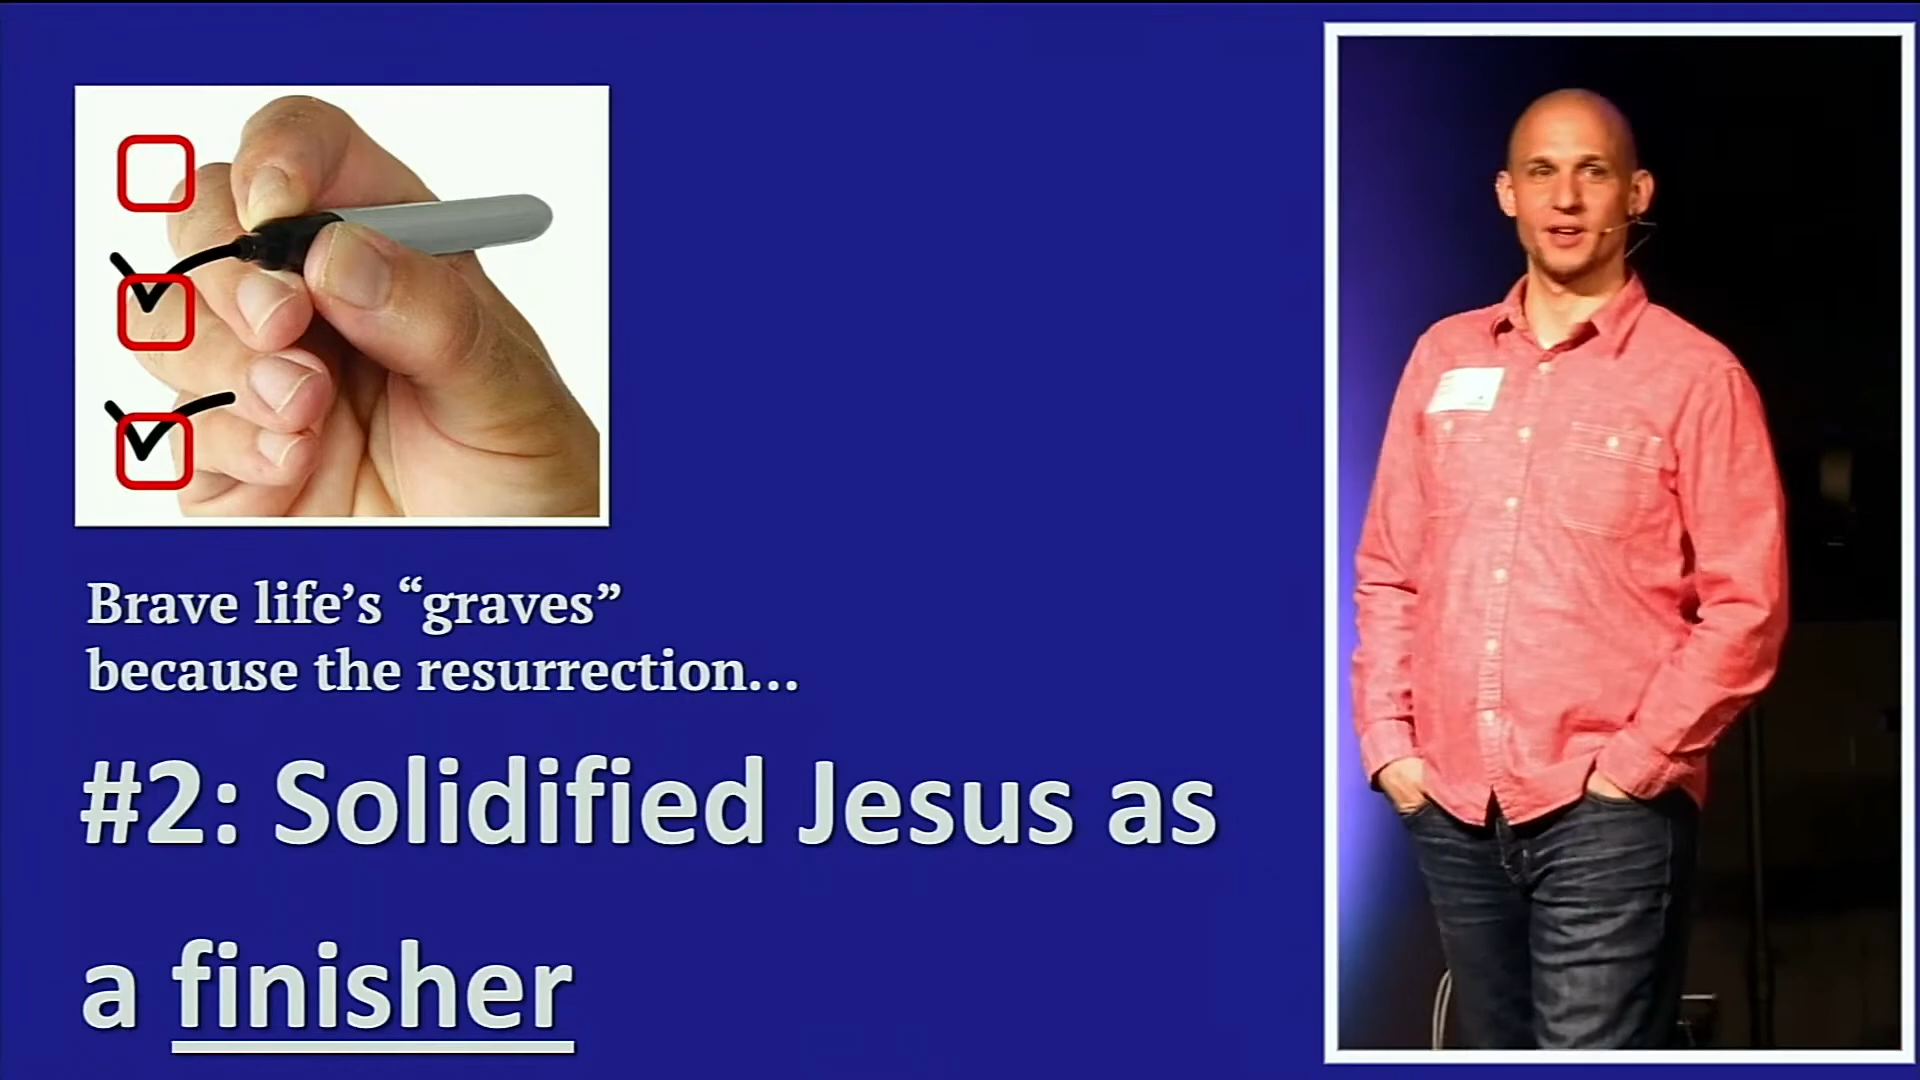 Brave life’s “graves”
because the resurrection...
#2: Solidified Jesus as
a finisher